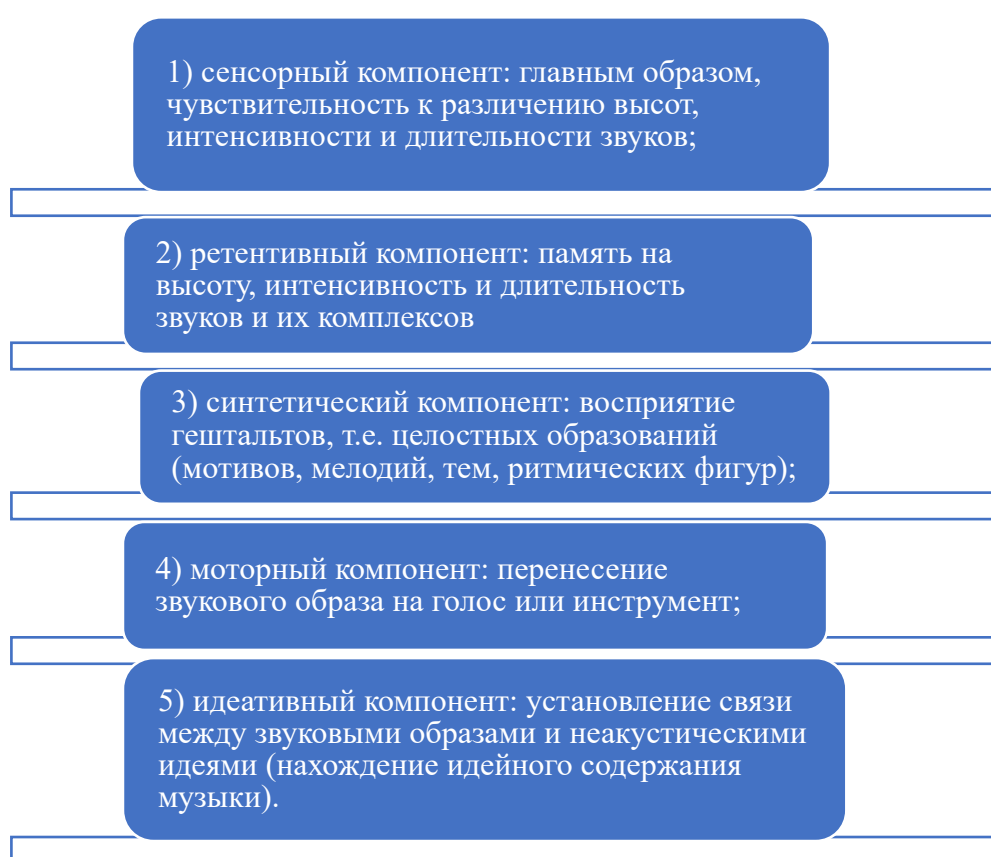 1) сенсорный компонент: главным образом,
чувствительность к различению высот,
интенсивности и длительности звуков;
2) ретентивный компонент: память на
высоту, интенсивность и длительность
звуков и их комплексов
3) синтетический компонент: восприятие
гештальтов, т.е. целостных образований
(мотивов, мелодий, тем, ритмических фигур);
4) моторный компонент: перенесение
звукового образа на голос или инструмент;
5) идеативный компонент: установление связи
между звуковыми образами и неакустическими
идеями (нахождение идейного содержания
музыки).